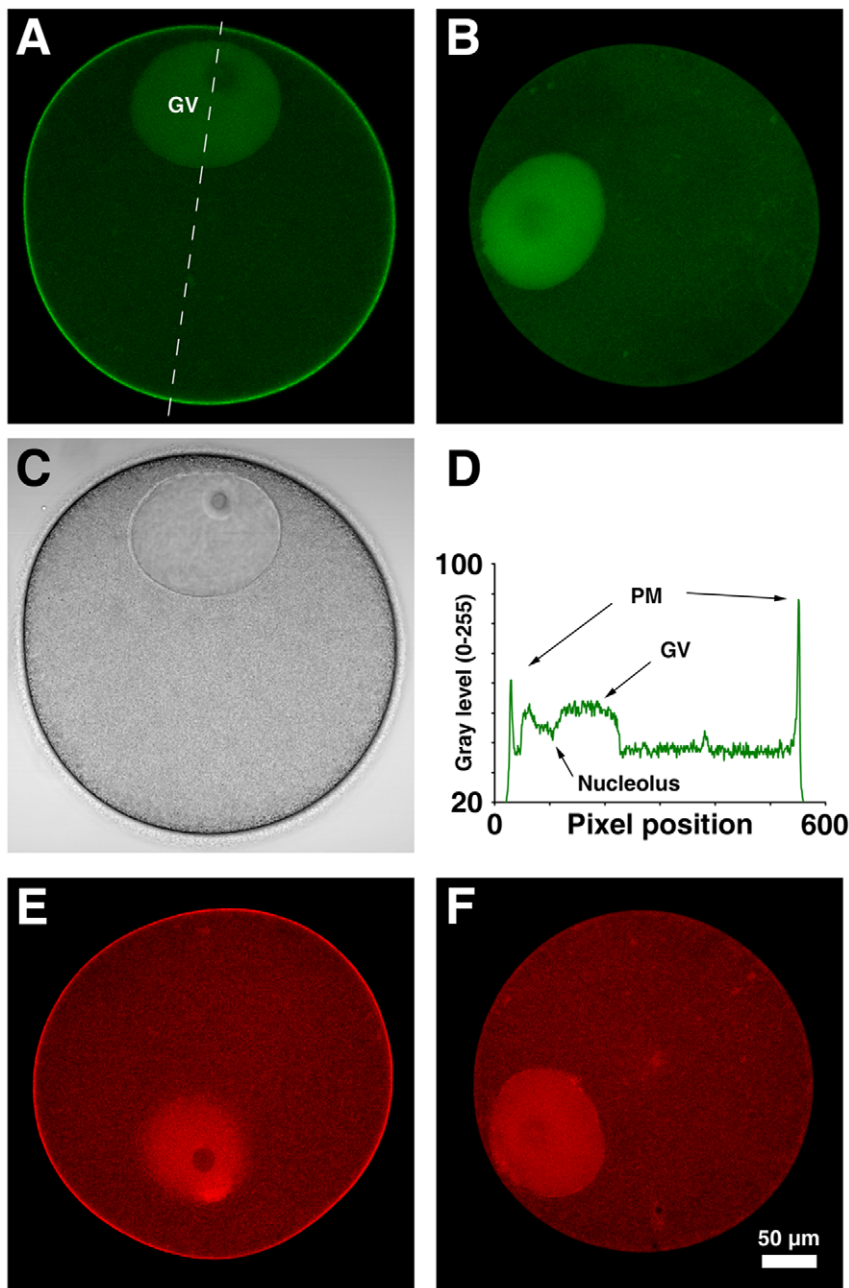 A
GV
B
C
D
100
PM
GV
Gray level (0-255)
Nucleolus
20
0
Pixel position
600
E
F
50 µm